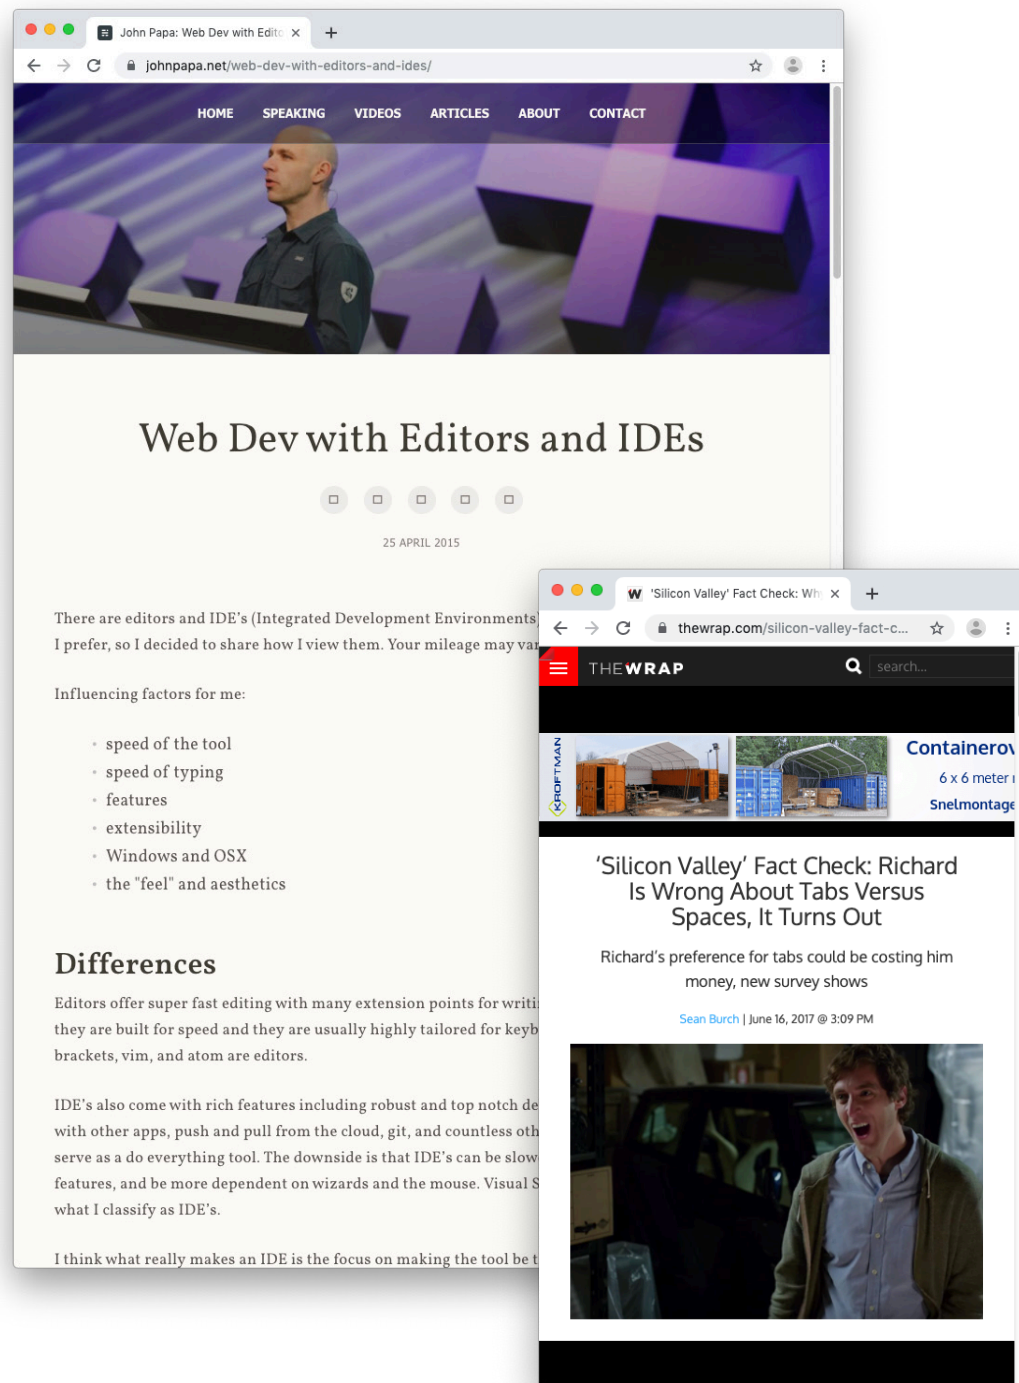 John Papa: Web Dev with Edito
johnpapa.net/web-dev-with-editors-and-ides/
HOME SPEAKING VIDEOS ARTICLES ABOUT CONTACT
Web Dev with Editors and IDEs
25 APRIL 2015
There are editors and IDE's (Integrated Development Environments)
I prefer, so I decided to share how I view them. Your mileage may var
Influencing factors for me:
speed of the tool
speed of typing
features
extensibility
Windows and OSX
the "feel" and aesthetics
Differences
Editors offer super fast editing with many extension points for writi
they are built for speed and they are usually highly tailored for keyb
brackets, vim, and atom are editors.
IDE's also come with rich features including robust and top notch de
with other apps, push and pull from the cloud, git, and countless oth
serve as a do everything tool. The downside is that IDE's can be slow
features, and be more dependent on wizards and the mouse. Visual S
what I classify as IDE's.
I think what really makes an IDE is the focus on making the tool be t
'Silicon Valley' Fact Check: Wh
thewrap.com/silicon-valley-fact-c...
THEWRAP
search...
KROFTMAN
Containerov
6 x 6 meter
Snelmontage
‘Silicon Valley’ Fact Check: Richard
Is Wrong About Tabs Versus
Spaces, It Turns Out
Richard’s preference for tabs could be costing him
money, new survey shows
Sean Burch | June 16, 2017 @ 3:09 PM